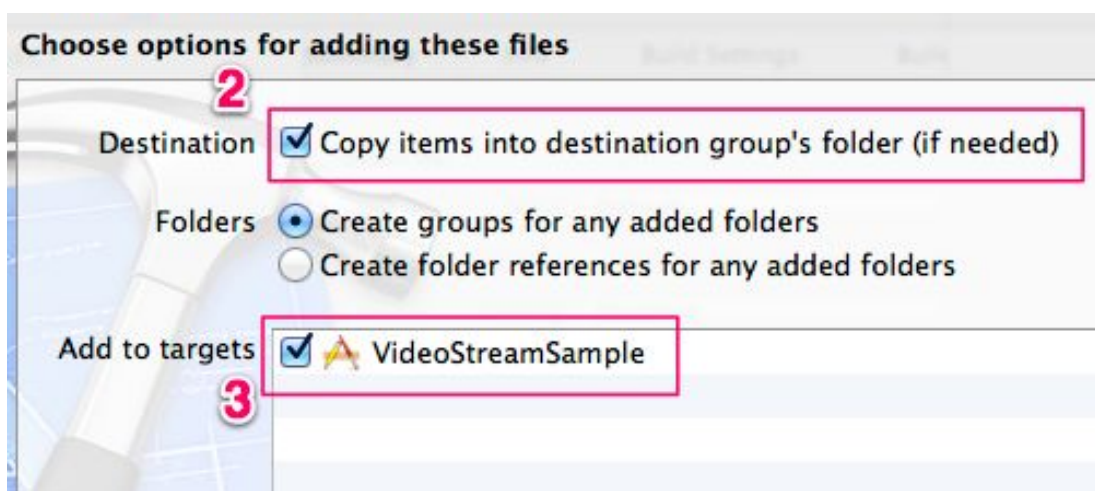 Choose options for adding these files
2
Destination Copy items into destination group's folder (if needed)
Folders Create groups for any added folders
Create folder references for any added folders
Add to targets VideoStreamSample
3